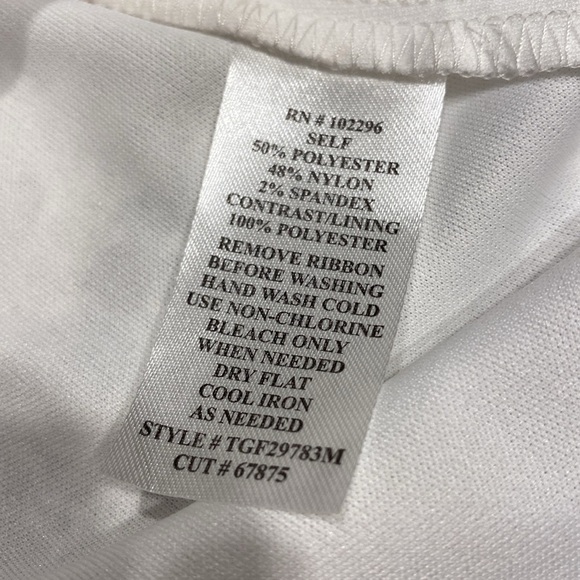 RN # 102296
SELF
50% POLYESTER
48% NYLON
2% SPANDEX
CONTRAST/LINING
100% POLYESTER
REMOVE RIBBON
BEFORE WASHING
HAND WASH COLD
USE NON-CHLORINE
BLEACH ONLY
WHEN NEEDED
DRY FLAT
COOL IRON
AS NEEDED
STYLE # TGF29783M
CUT # 67875